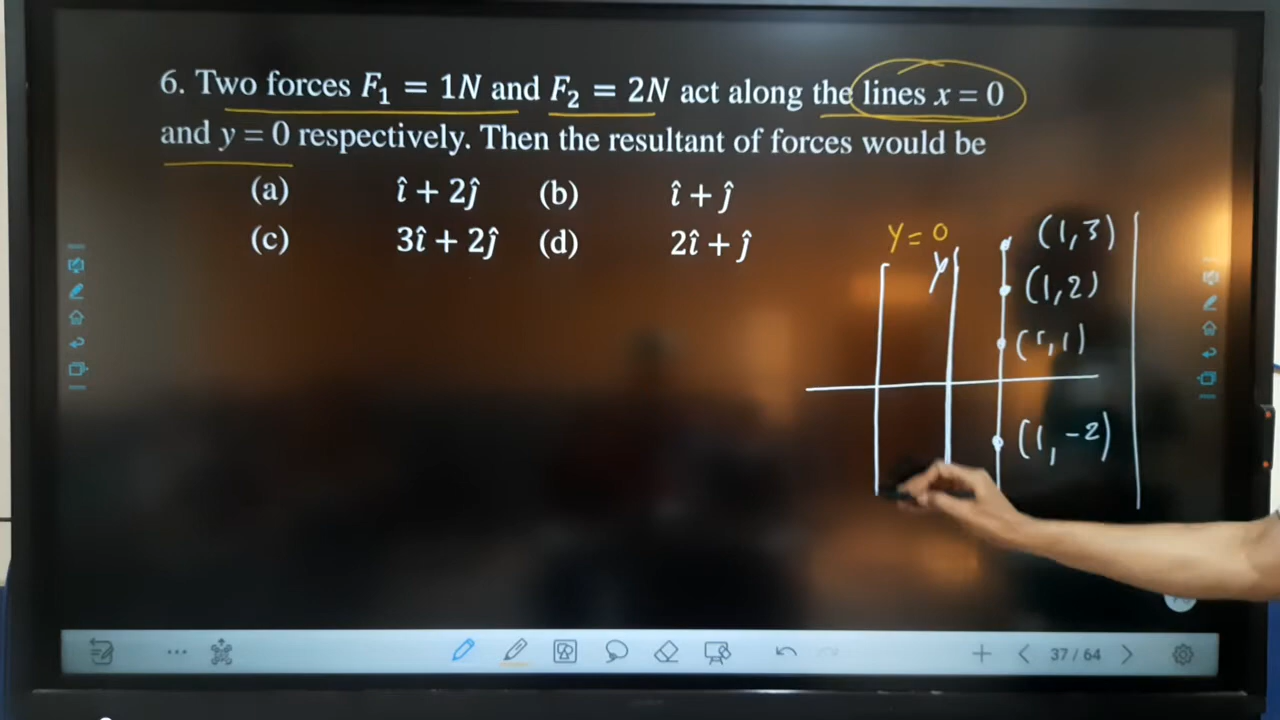 6. Two forces F₁ = 1N and F₂ = 2N act along the lines x = 0
and y = 0 respectively. Then the resultant of forces would be
(a) î + 2ĵ (b) î + ĵ
(c) 3î + 2ĵ (d) 2î + ĵ
y = 0
y
(1,3)
(1,2)
(1,1)
(1,-2)
37 / 64